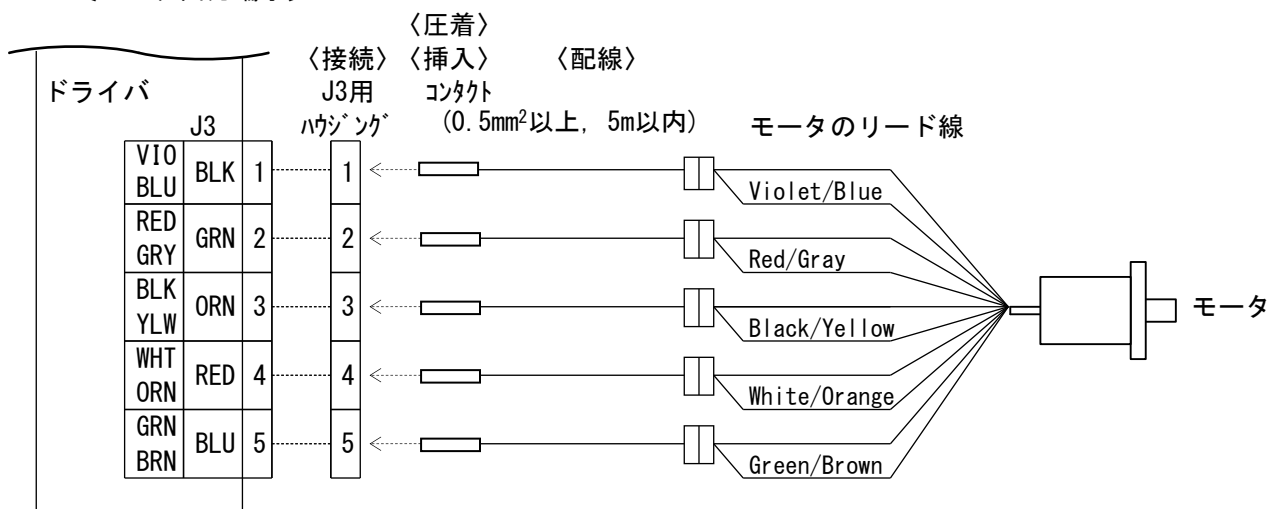 〈圧着〉
〈接続〉〈挿入〉 〈配線〉
ドライバ J3用 ｺﾝﾀｸﾄ
J3 ﾊｳｼﾞﾝｸﾞ (0.5mm²以上, 5m以内) モータのリード線
VIO
BLU BLK 1 1
Violet/Blue
RED
GRY GRN 2 2
Red/Gray
BLK
YLW ORN 3 3
Black/Yellow
モータ
WHT
ORN RED 4 4
White/Orange
GRN
BRN BLU 5 5
Green/Brown